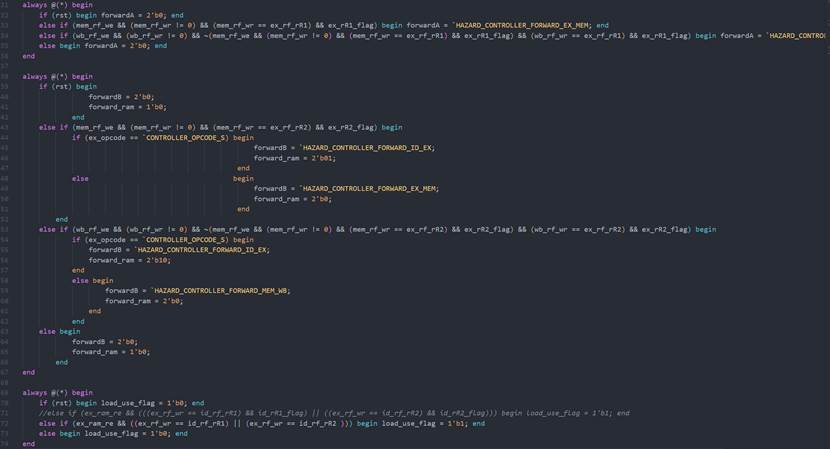 31 always @(*) begin
32 if (rst) begin forwardA = 2'b0; end
33 else if (mem_rf_we && (mem_rf_wr != 0) && (mem_rf_wr == ex_rf_rR1) && ex_rR1_flag) begin forwardA = `HAZARD_CONTROLLER_FORWARD_EX_MEM; end
34 else if (wb_rf_we && (wb_rf_wr != 0) && ~(mem_rf_we && (mem_rf_wr != 0) && (mem_rf_wr == ex_rf_rR1) && ex_rR1_flag) && (wb_rf_wr == ex_rf_rR1) && ex_rR1_flag) begin forwardA = `HAZARD_CONTRO
35 else begin forwardA = 2'b0; end
36 end
37
38 always @(*) begin
39 if (rst) begin
40 forwardB = 2'b0;
41 forward_ram = 1'b0;
42 end
43 else if (mem_rf_we && (mem_rf_wr != 0) && (mem_rf_wr == ex_rf_rR2) && ex_rR2_flag) begin
44 if (ex_opcode == `CONTROLLER_OPCODE_S) begin
45 forwardB = `HAZARD_CONTROLLER_FORWARD_ID_EX;
46 forward_ram = 2'b01;
47 end
48 else begin
49 forwardB = `HAZARD_CONTROLLER_FORWARD_EX_MEM;
50 forward_ram = 2'b0;
51 end
52 end
53 else if (wb_rf_we && (wb_rf_wr != 0) && ~(mem_rf_we && (mem_rf_wr != 0) && (mem_rf_wr == ex_rf_rR2) && ex_rR2_flag) && (wb_rf_wr == ex_rf_rR2) && ex_rR2_flag) begin
54 if (ex_opcode == `CONTROLLER_OPCODE_S) begin
55 forwardB = `HAZARD_CONTROLLER_FORWARD_ID_EX;
56 forward_ram = 2'b10;
57 end
58 else begin
59 forwardB = `HAZARD_CONTROLLER_FORWARD_MEM_WB;
60 forward_ram = 2'b0;
61 end
62 end
63 else begin
64 forwardB = 2'b0;
65 forward_ram = 1'b0;
66 end
67 end
68
69 always @(*) begin
70 if (rst) begin load_use_flag = 1'b0; end
71 //else if (ex_ram_re && (((ex_rf_wr == id_rf_rR1) && id_rR1_flag) || ((ex_rf_wr == id_rf_rR2) && id_rR2_flag))) begin load_use_flag = 1'b1; end
72 else if (ex_ram_re && ((ex_rf_wr == id_rf_rR1) || (ex_rf_wr == id_rf_rR2 ))) begin load_use_flag = 1'b1; end
73 else begin load_use_flag = 1'b0; end
74 end